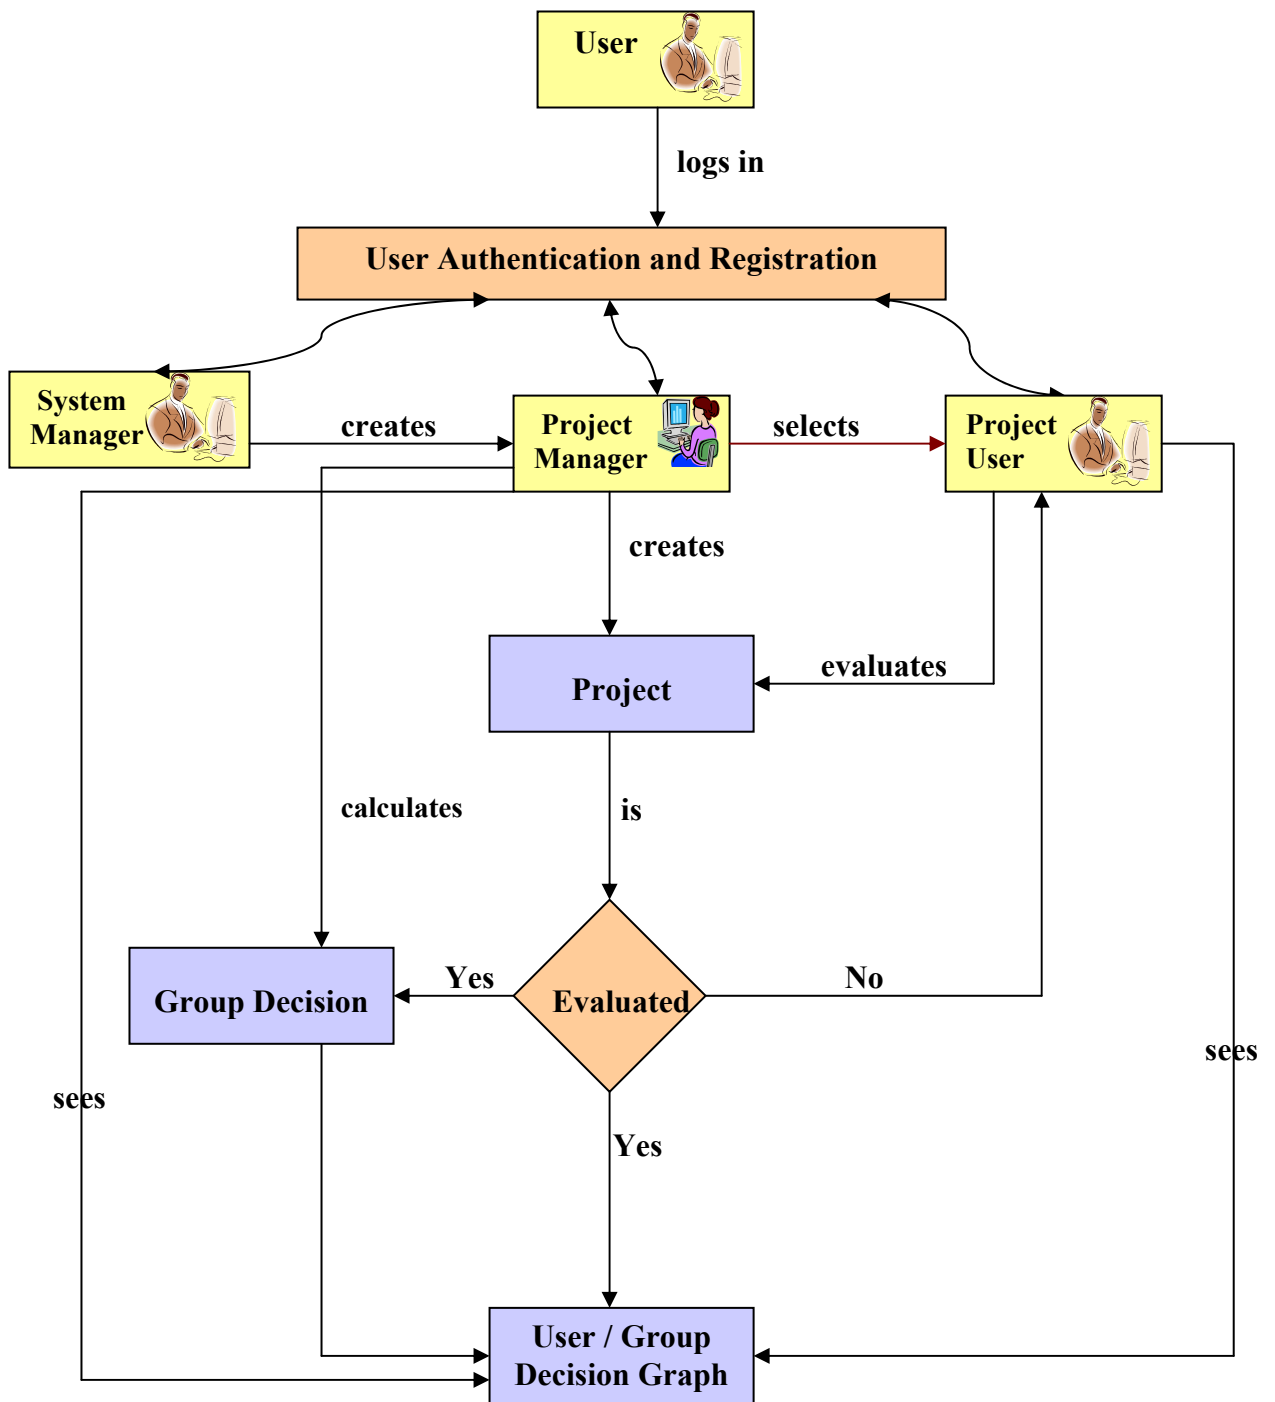 User
logs in
User Authentication and Registration
System
Manager
creates
Project
Manager
selects
Project
User
creates
evaluates
Project
calculates
is
Yes
No
Group Decision
Evaluated
sees
sees
Yes
User / Group
Decision Graph